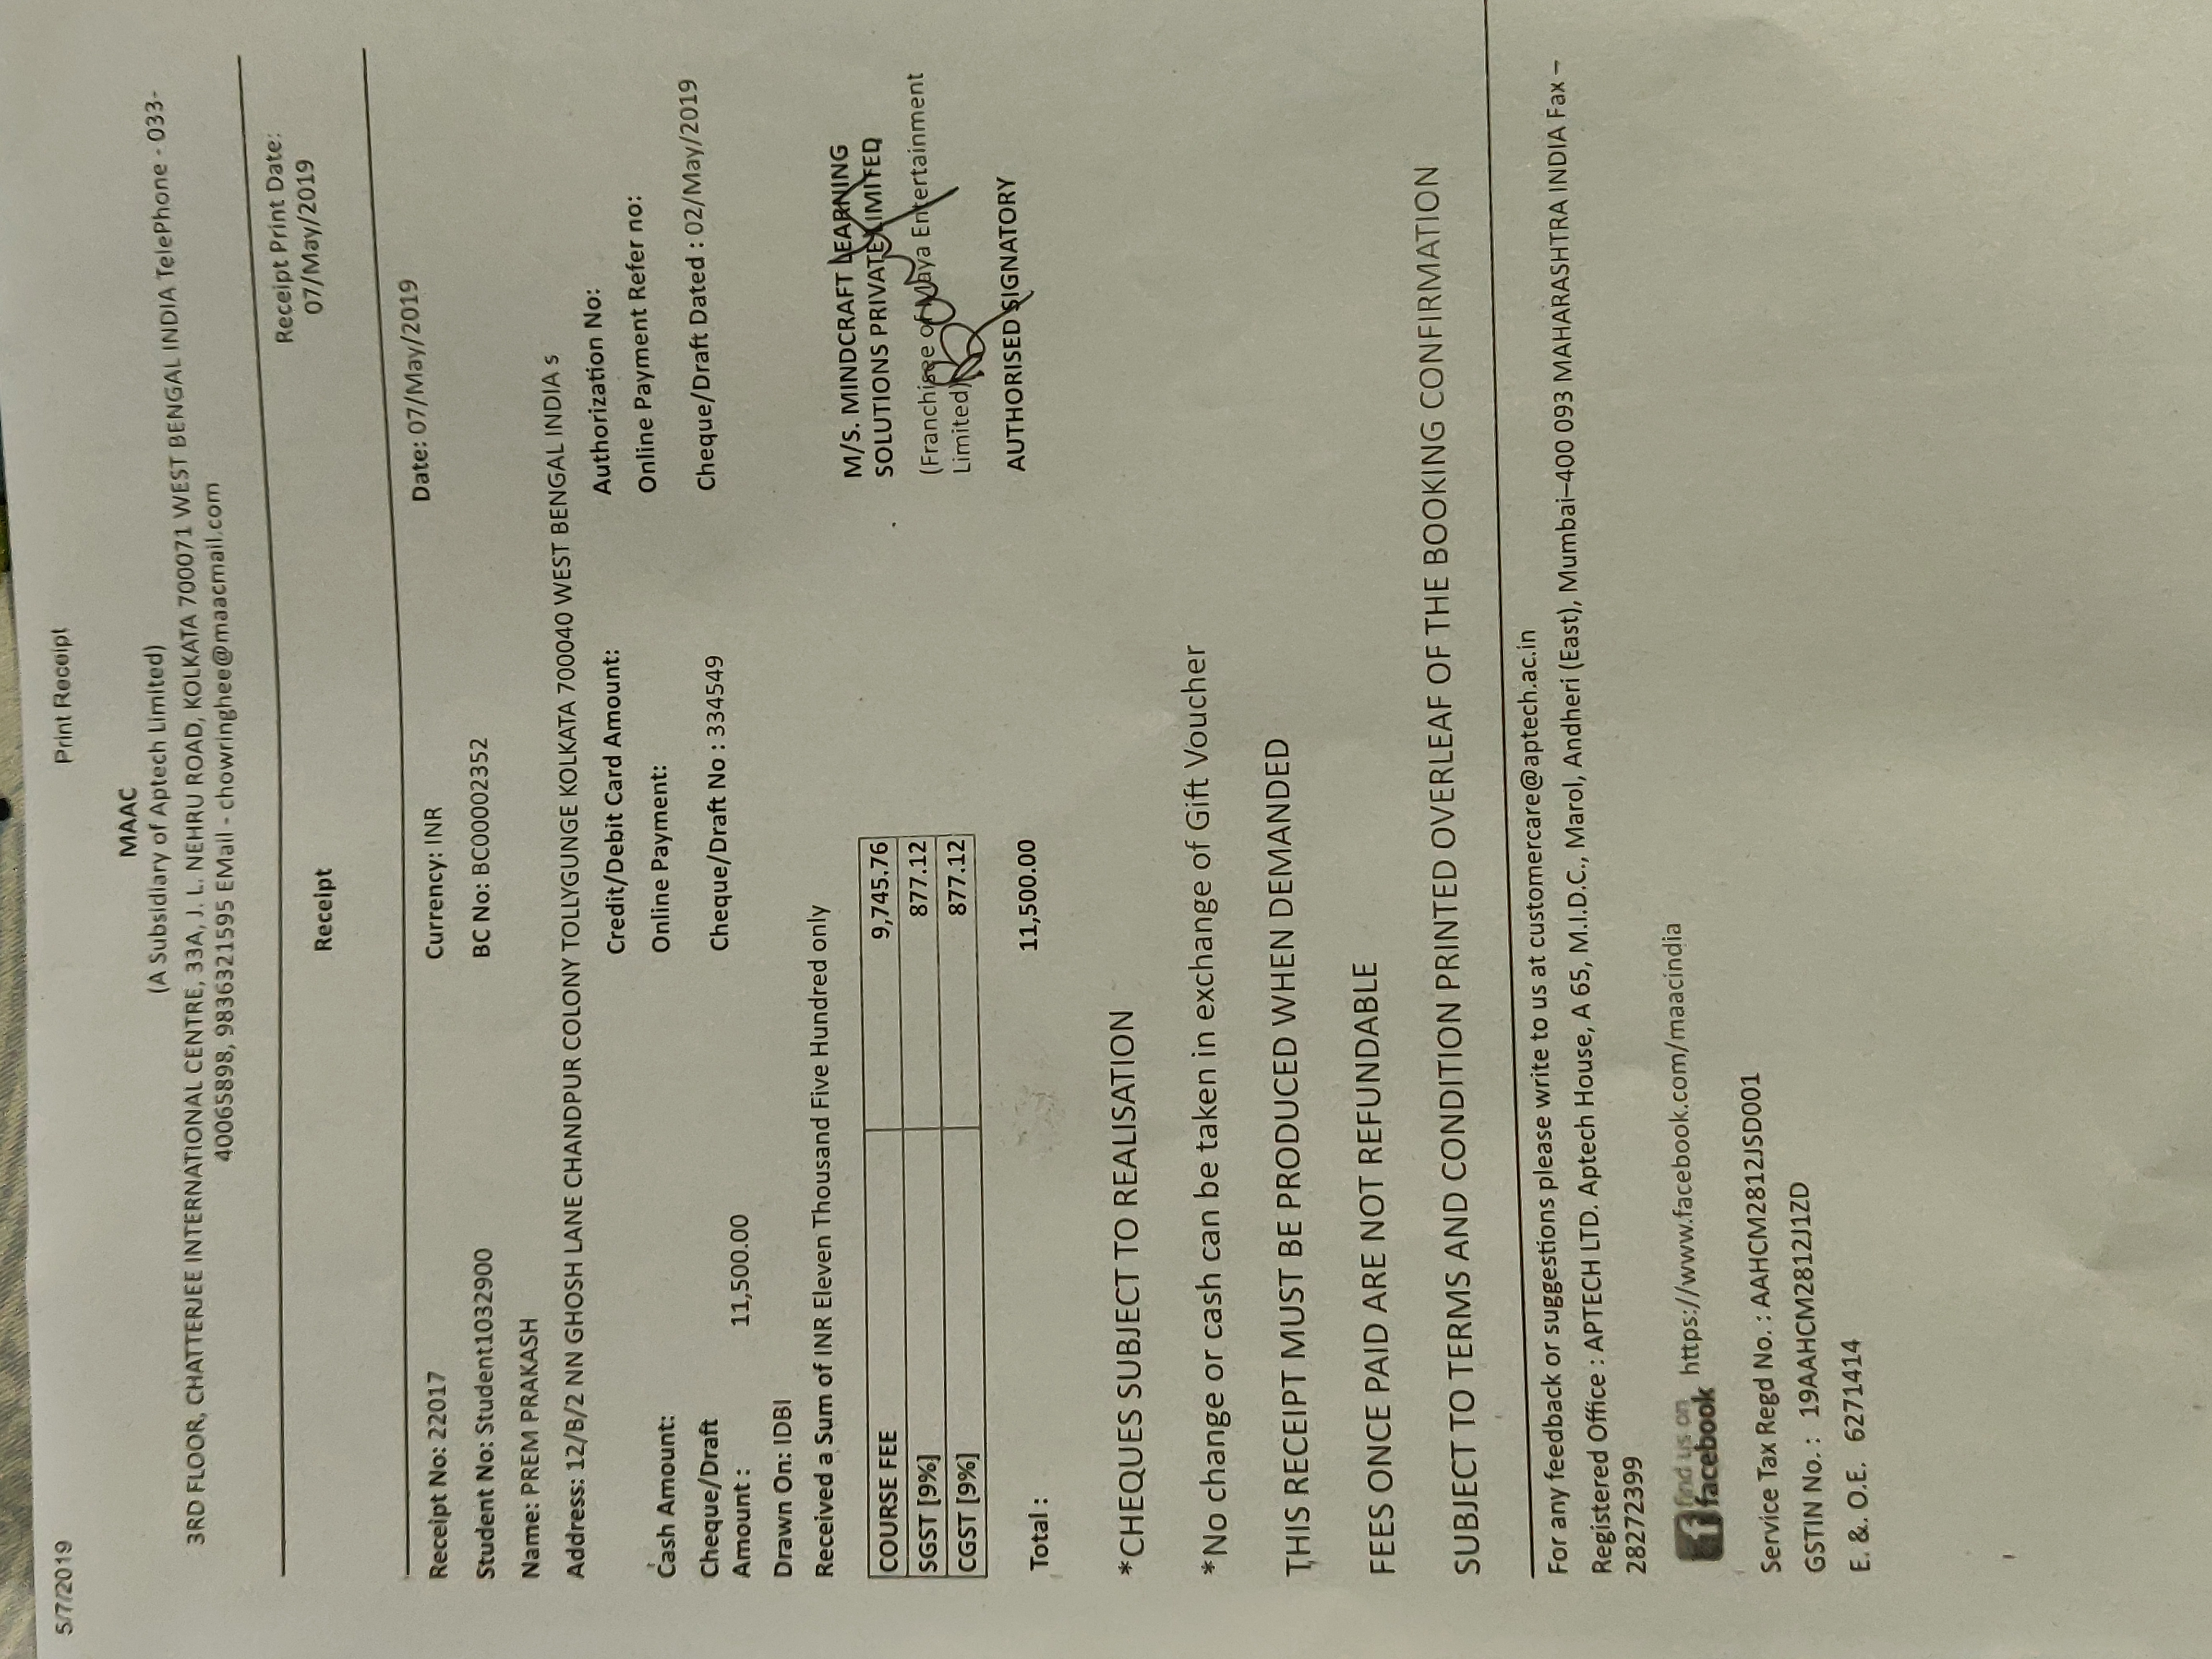 5/7/2019 Print Receipt
MAAC
(A Subsidiary of Aptech Limited)
3RD FLOOR, CHATTERJEE INTERNATIONAL CENTRE, 33A, J. L. NEHRU ROAD, KOLKATA 700071 WEST BENGAL INDIA TelePhone - 033-
40065898, 9836321595 EMail - chowringhee@maacmail.com
Receipt Print Date:
Receipt 07/May/2019
Receipt No: 22017 Currency: INR Date: 07/May/2019
Student No: Student1032900 BC No: BC00002352
Name: PREM PRAKASH
Address: 12/B/2 NN GHOSH LANE CHANDPUR COLONY TOLLYGUNGE KOLKATA 700040 WEST BENGAL INDIA s
Credit/Debit Card Amount: Authorization No:
Cash Amount: Online Payment: Online Payment Refer no:
Cheque/Draft
Amount : 11,500.00 Cheque/Draft No : 334549 Cheque/Draft Dated : 02/May/2019
Drawn On: IDBI
Received a Sum of INR Eleven Thousand Five Hundred only
COURSE FEE 9,745.76
SGST [9%] 877.12
CGST [9%] 877.12
Total : 11,500.00
M/S. MINDCRAFT LEARNING
SOLUTIONS PRIVATE LIMITED
(Franchisee of Maya Entertainment
Limited)
AUTHORISED SIGNATORY
*CHEQUES SUBJECT TO REALISATION
*No change or cash can be taken in exchange of Gift Voucher
THIS RECEIPT MUST BE PRODUCED WHEN DEMANDED
FEES ONCE PAID ARE NOT REFUNDABLE
SUBJECT TO TERMS AND CONDITION PRINTED OVERLEAF OF THE BOOKING CONFIRMATION
For any feedback or suggestions please write to us at customercare@aptech.ac.in
Registered Office : APTECH LTD. Aptech House, A 65, M.I.D.C., Marol, Andheri (East), Mumbai–400 093 MAHARASHTRA INDIA Fax –
28272399
find us on
facebook https://www.facebook.com/maacindia
Service Tax Regd No. : AAHCM2812JSD001
GSTIN No. : 19AAHCM2812J1ZD
E. &. O.E. 6271414